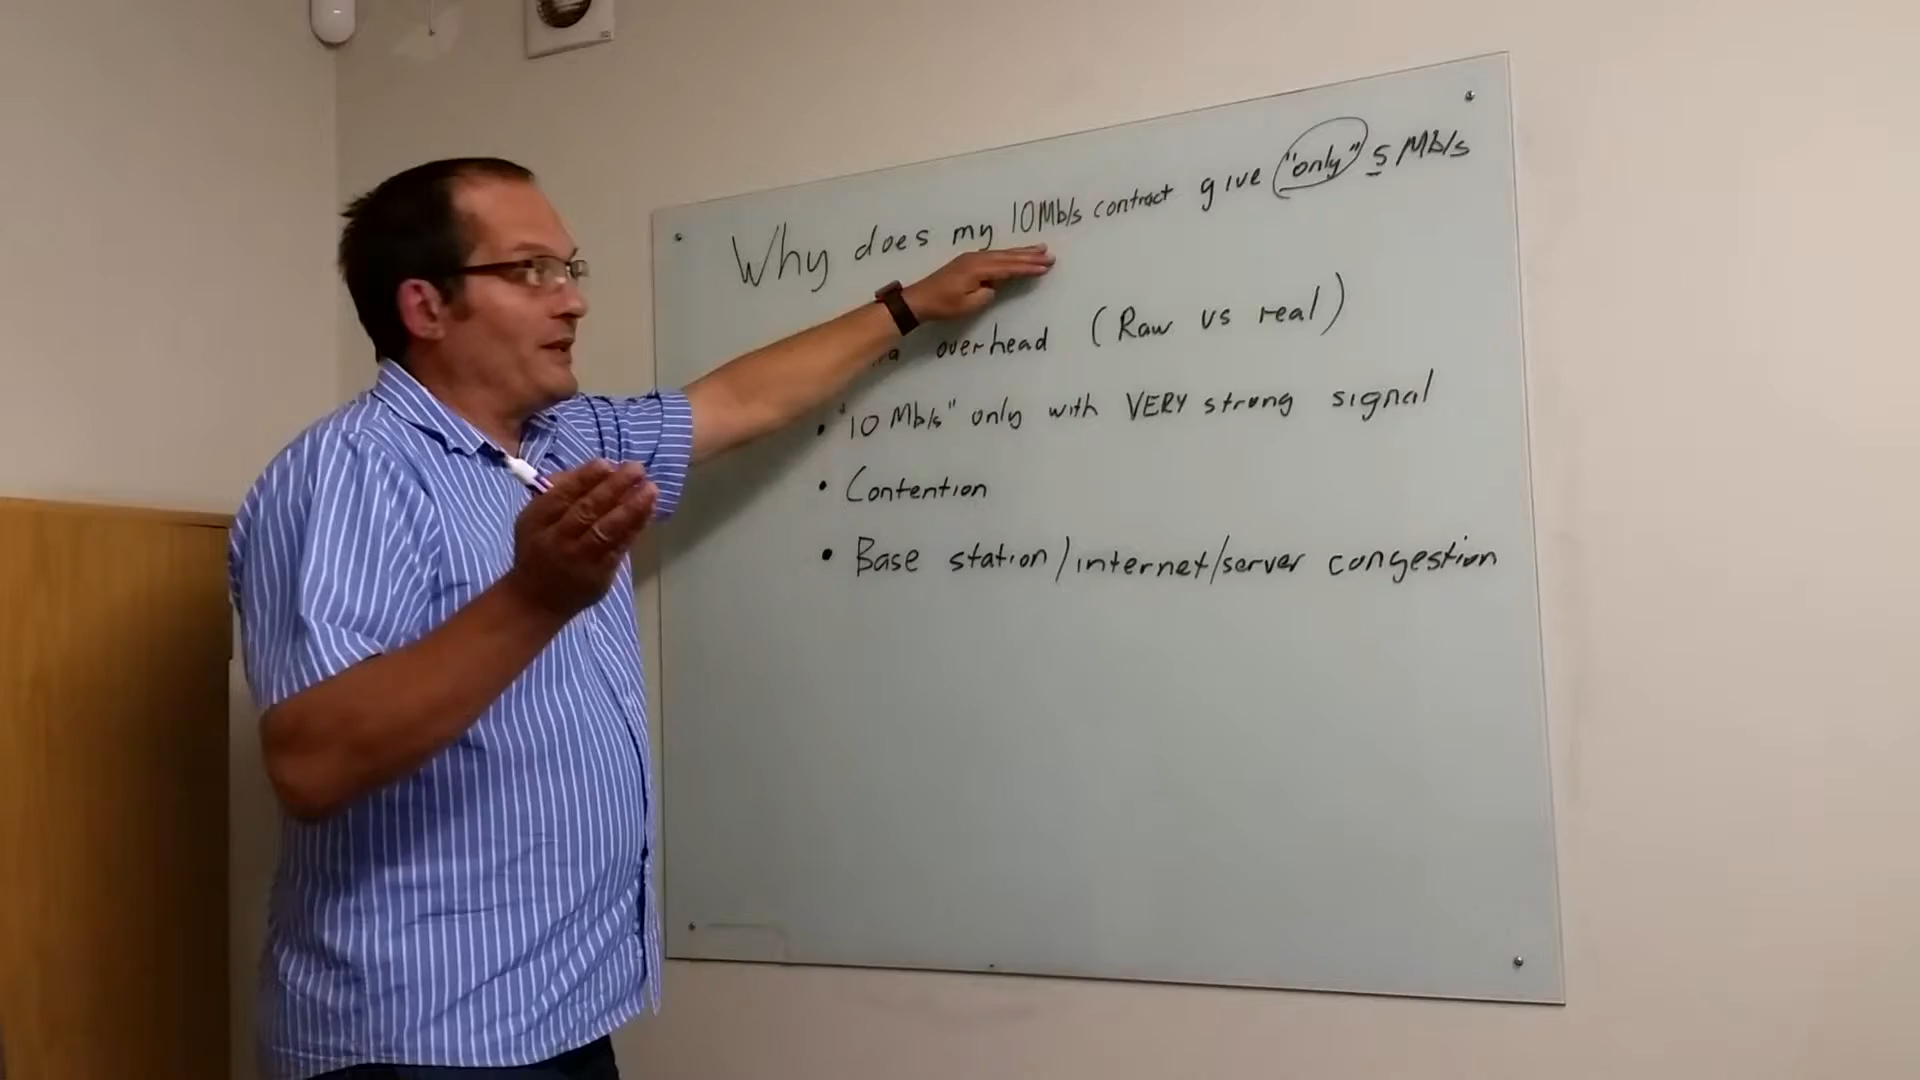 Why does my 10Mb/s contract give "only" 5 Mb/s
overhead (Raw vs real)
• "10 Mb/s" only with VERY strong signal
• Contention
• Base station/internet/server congestion